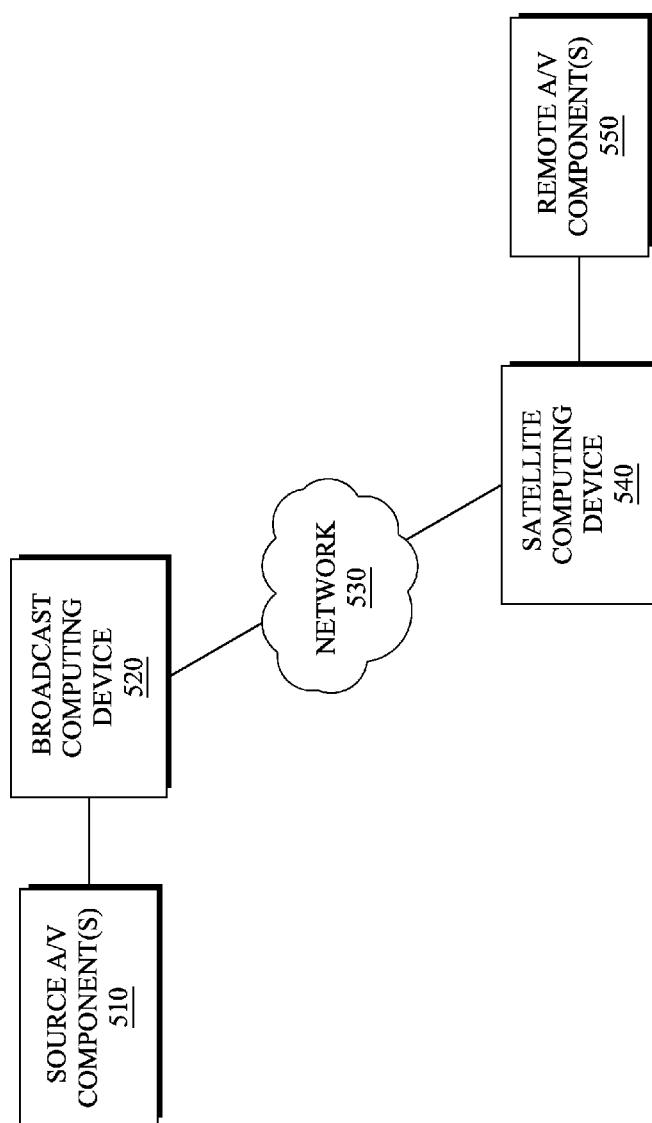 SOURCE A/V
COMPONENT(S)
510
BROADCAST
COMPUTING
DEVICE
520
NETWORK
530
SATELLITE
COMPUTING
DEVICE
540
REMOTE A/V
COMPONENT(S)
550